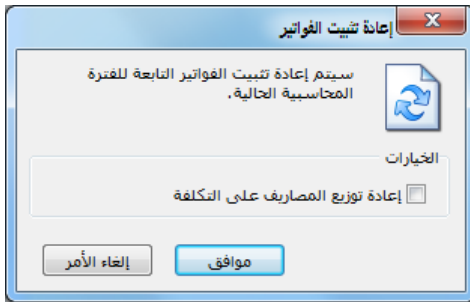 إعادة تثبيت الفواتير
سيتم إعادة تثبيت الفواتير التابعة للفترة
المحاسبية الحالية.
الخيارات
إعادة توزيع المصاريف على التكلفة
موافق
إلغاء الأمر